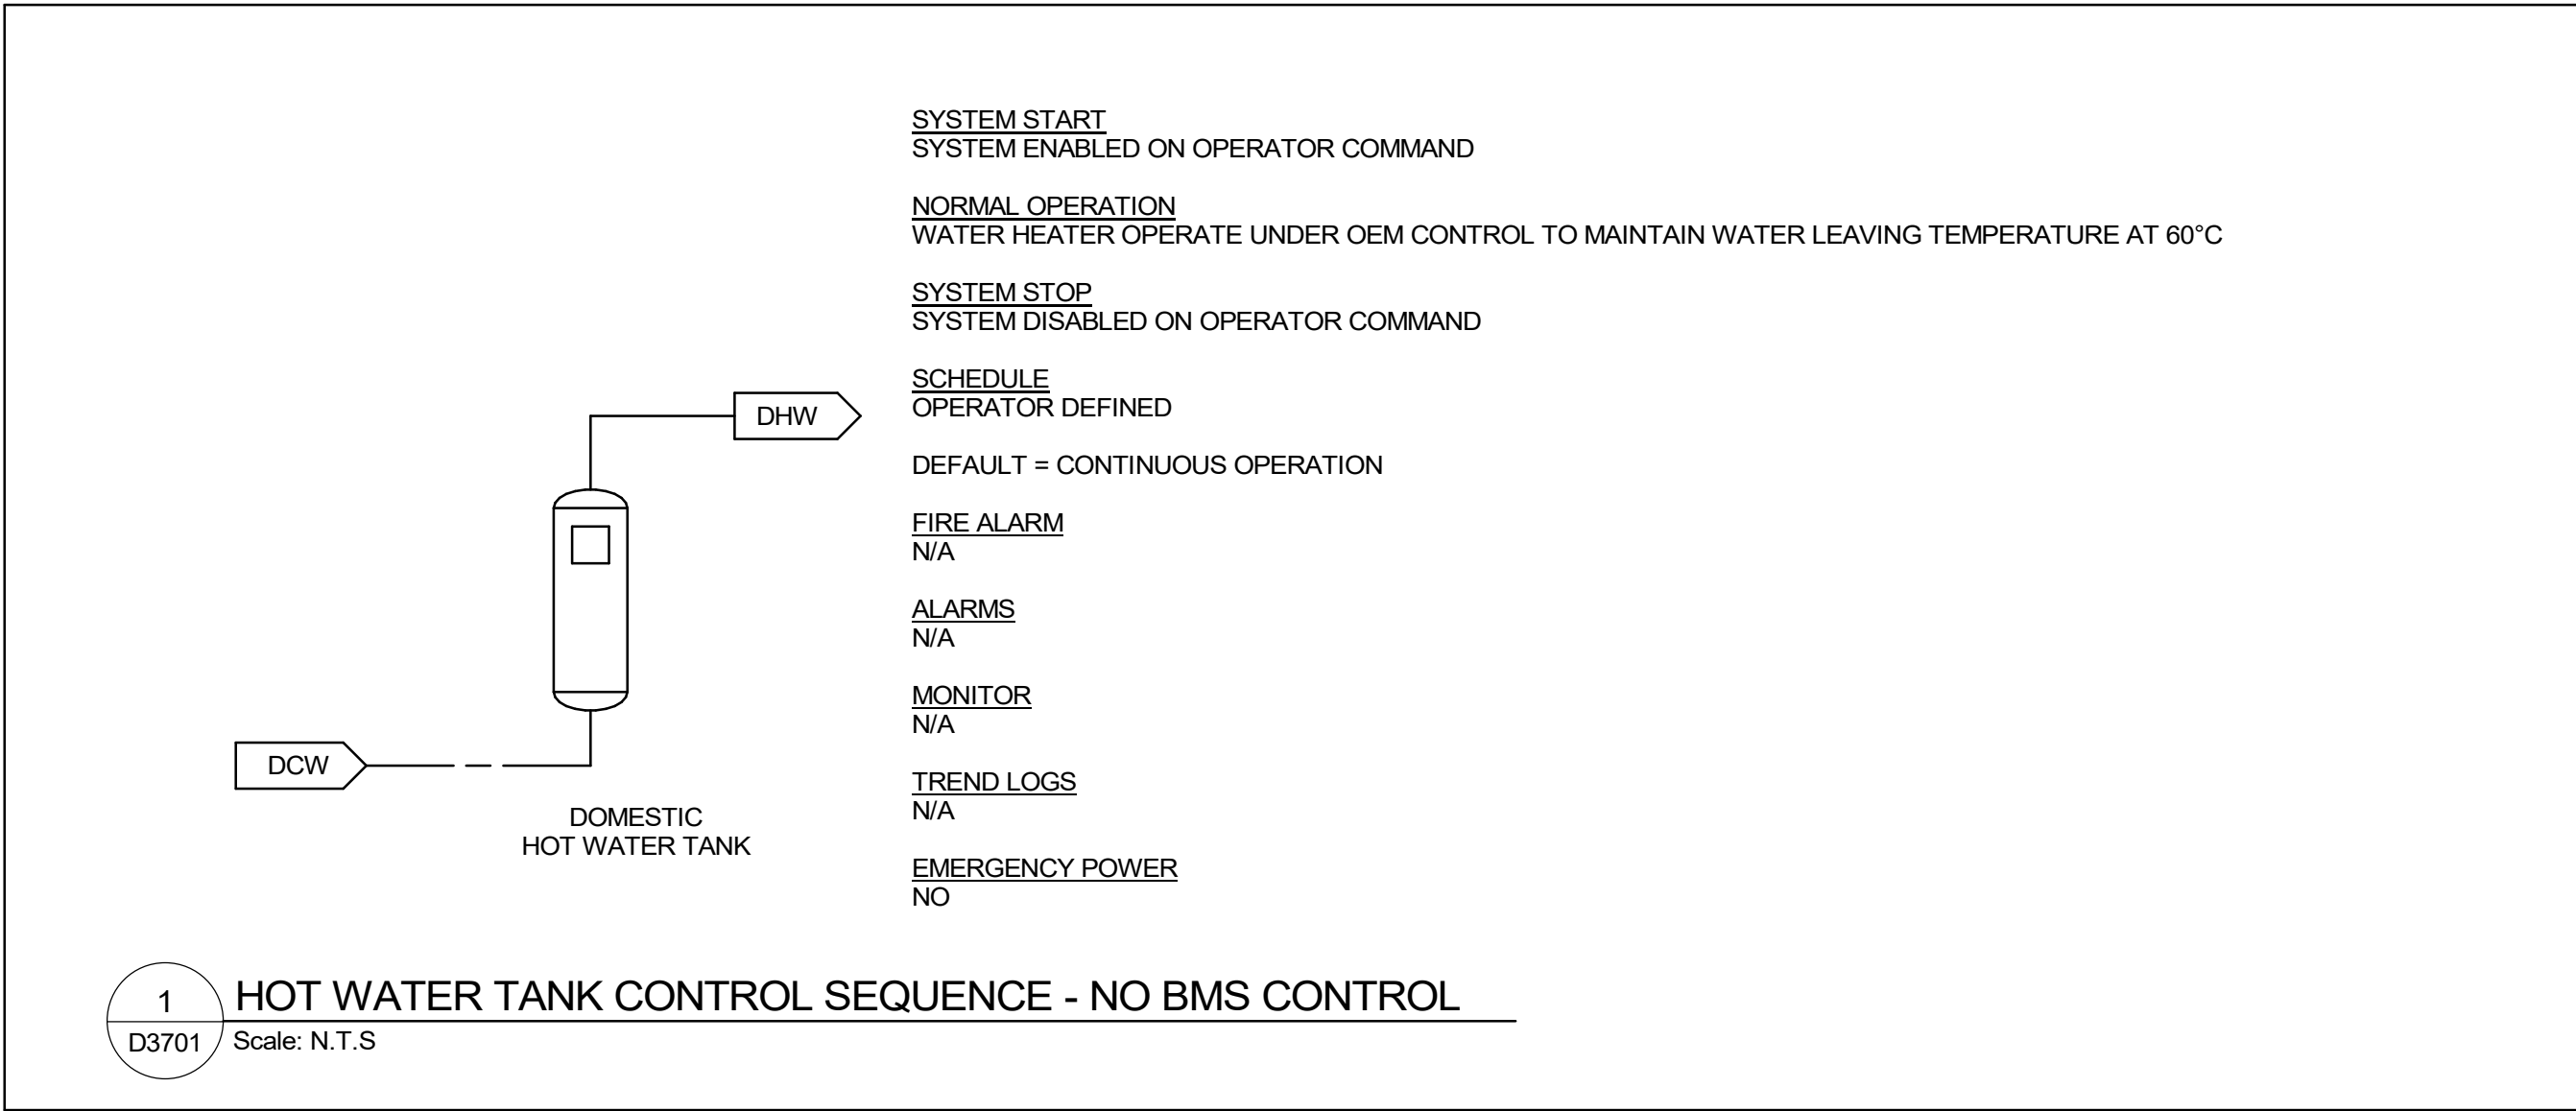 SYSTEM START
SYSTEM ENABLED ON OPERATOR COMMAND
NORMAL OPERATION
WATER HEATER OPERATE UNDER OEM CONTROL TO MAINTAIN WATER LEAVING TEMPERATURE AT 60°C
SYSTEM STOP
SYSTEM DISABLED ON OPERATOR COMMAND
SCHEDULE
OPERATOR DEFINED
DEFAULT = CONTINUOUS OPERATION
FIRE ALARM
N/A
ALARMS
N/A
MONITOR
N/A
TREND LOGS
N/A
EMERGENCY POWER
NO
DHW
DCW
DOMESTIC
HOT WATER TANK
1
D3701
HOT WATER TANK CONTROL SEQUENCE - NO BMS CONTROL
Scale: N.T.S